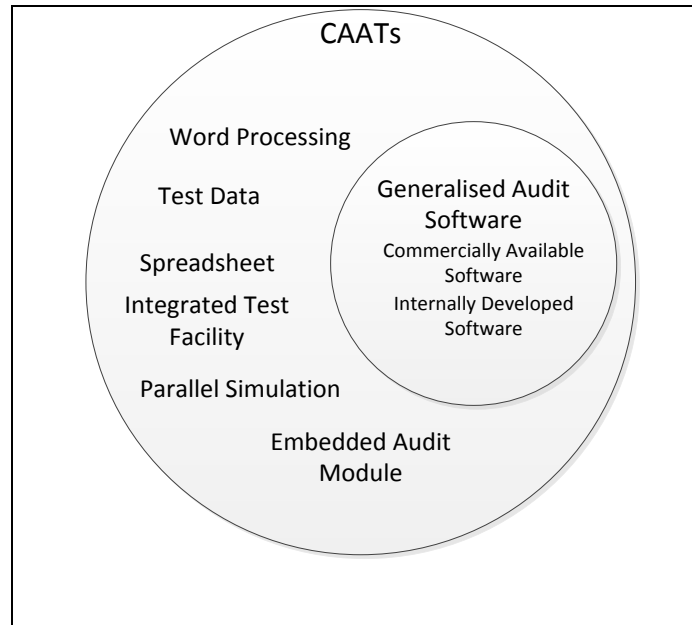 CAATs
Word Processing
Test Data
Spreadsheet
Integrated Test
Facility
Parallel Simulation
Embedded Audit
Module
Generalised Audit
Software
Commercially Available
Software
Internally Developed
Software